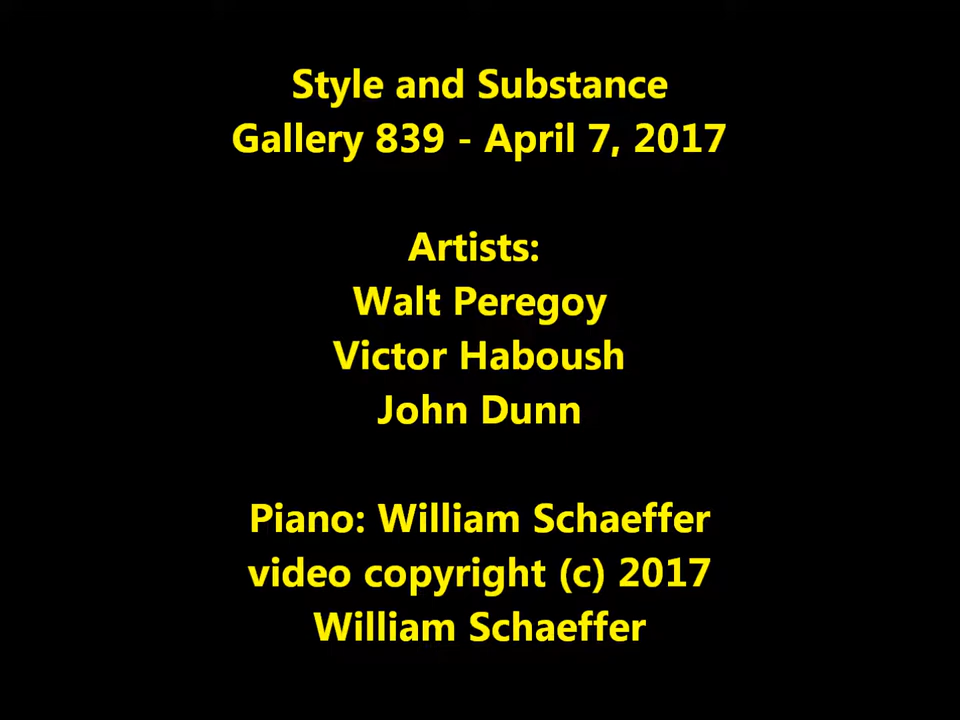 Style and Substance
Gallery 839 - April 7, 2017
Artists:
Walt Peregoy
Victor Haboush
John Dunn
Piano: William Schaeffer
video copyright (c) 2017
William Schaeffer